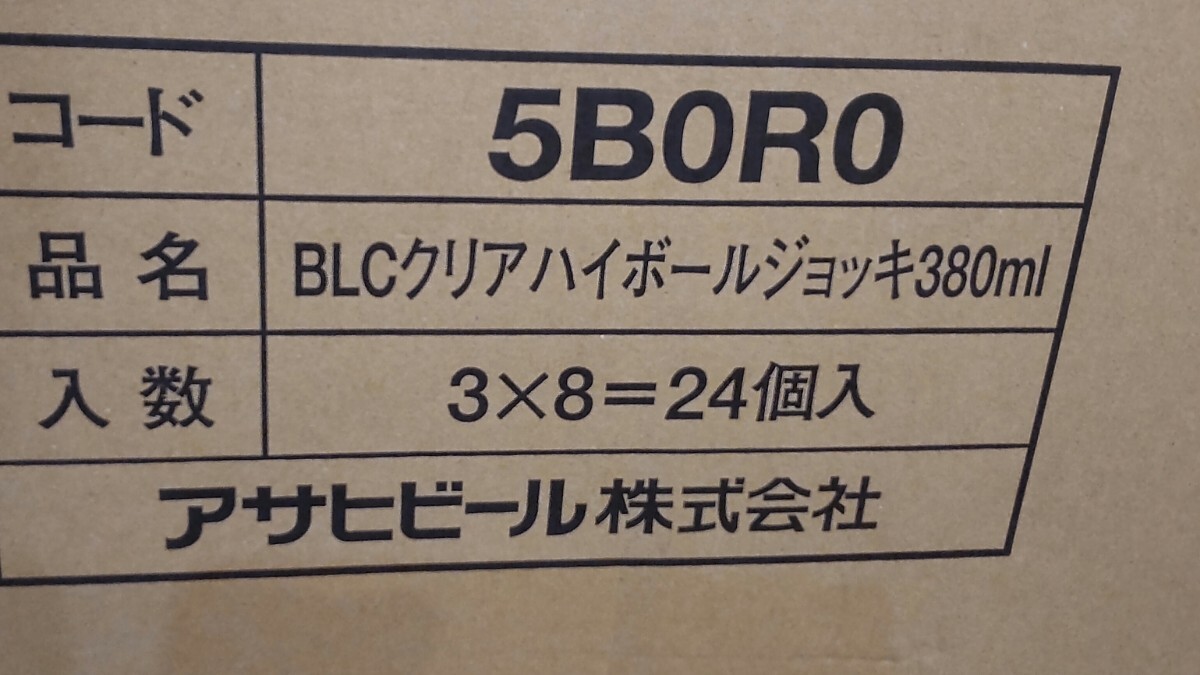 コード 5B0R0
品名 BLCクリアハイボールジョッキ380ml
入数 3×8=24個入
アサヒビール株式会社